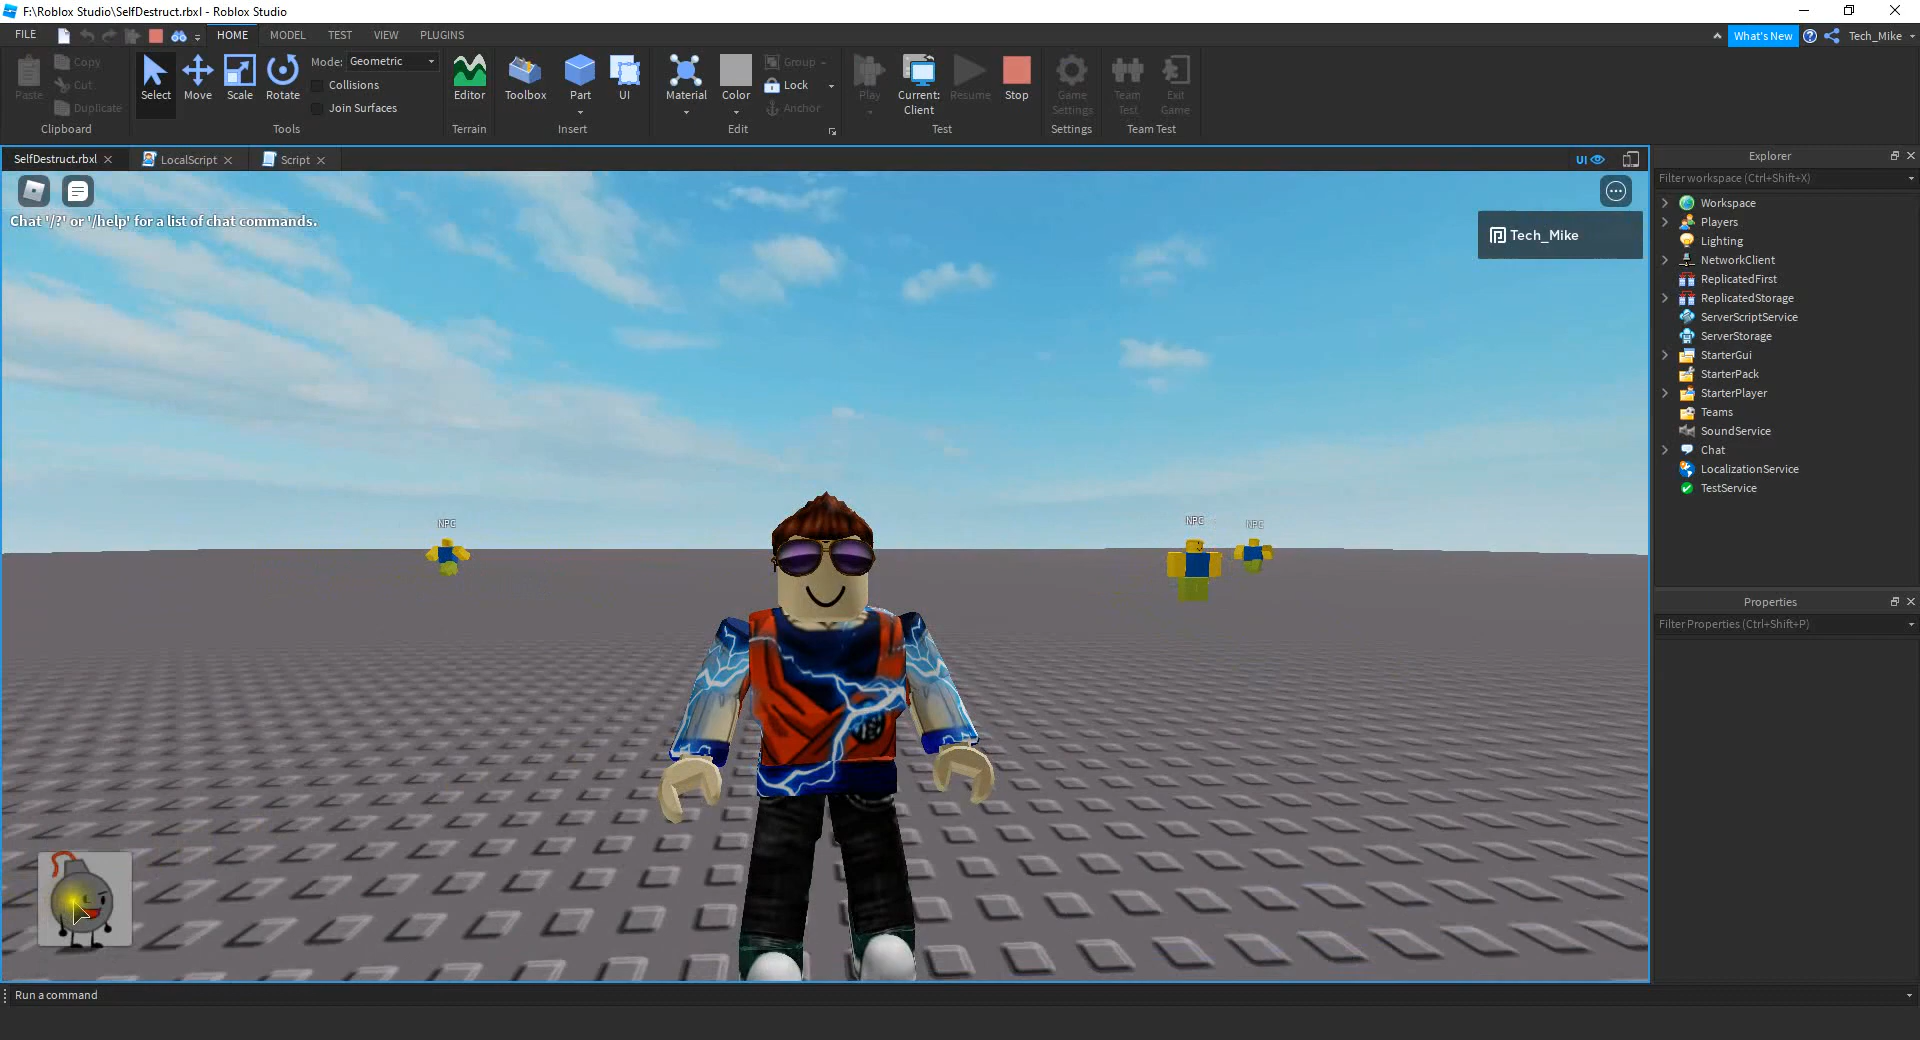 F:\Roblox Studio\SelfDestruct.rbxl - Roblox Studio
FILE HOME MODEL TEST VIEW PLUGINS What's New Tech_Mike
Paste
Copy
Cut
Duplicate
Clipboard
Select
Move
Scale
Rotate
Mode: Geometric
Collisions
Join Surfaces
Tools
Editor
Terrain
Toolbox
Part
UI
Insert
Material
Color
Group
Lock
Anchor
Edit
Play
Current:
Client
Resume
Stop
Test
Game
Settings
Settings
Team
Test
Exit
Game
Team Test
SelfDestruct.rbxl LocalScript Script UI
Chat '/?' or '/help' for a list of chat commands.
Tech_Mike
NPC
NPC
NPC
Explorer
Filter workspace (Ctrl+Shift+X)
Workspace
Players
Lighting
NetworkClient
ReplicatedFirst
ReplicatedStorage
ServerScriptService
ServerStorage
StarterGui
StarterPack
StarterPlayer
Teams
SoundService
Chat
LocalizationService
TestService
Properties
Filter Properties (Ctrl+Shift+P)
Run a command